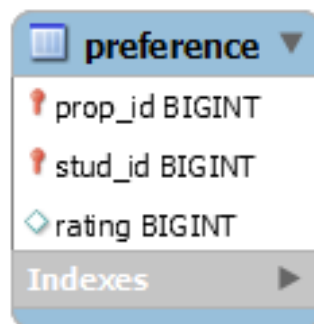 preference
prop_id BIGINT
stud_id BIGINT
rating BIGINT
Indexes